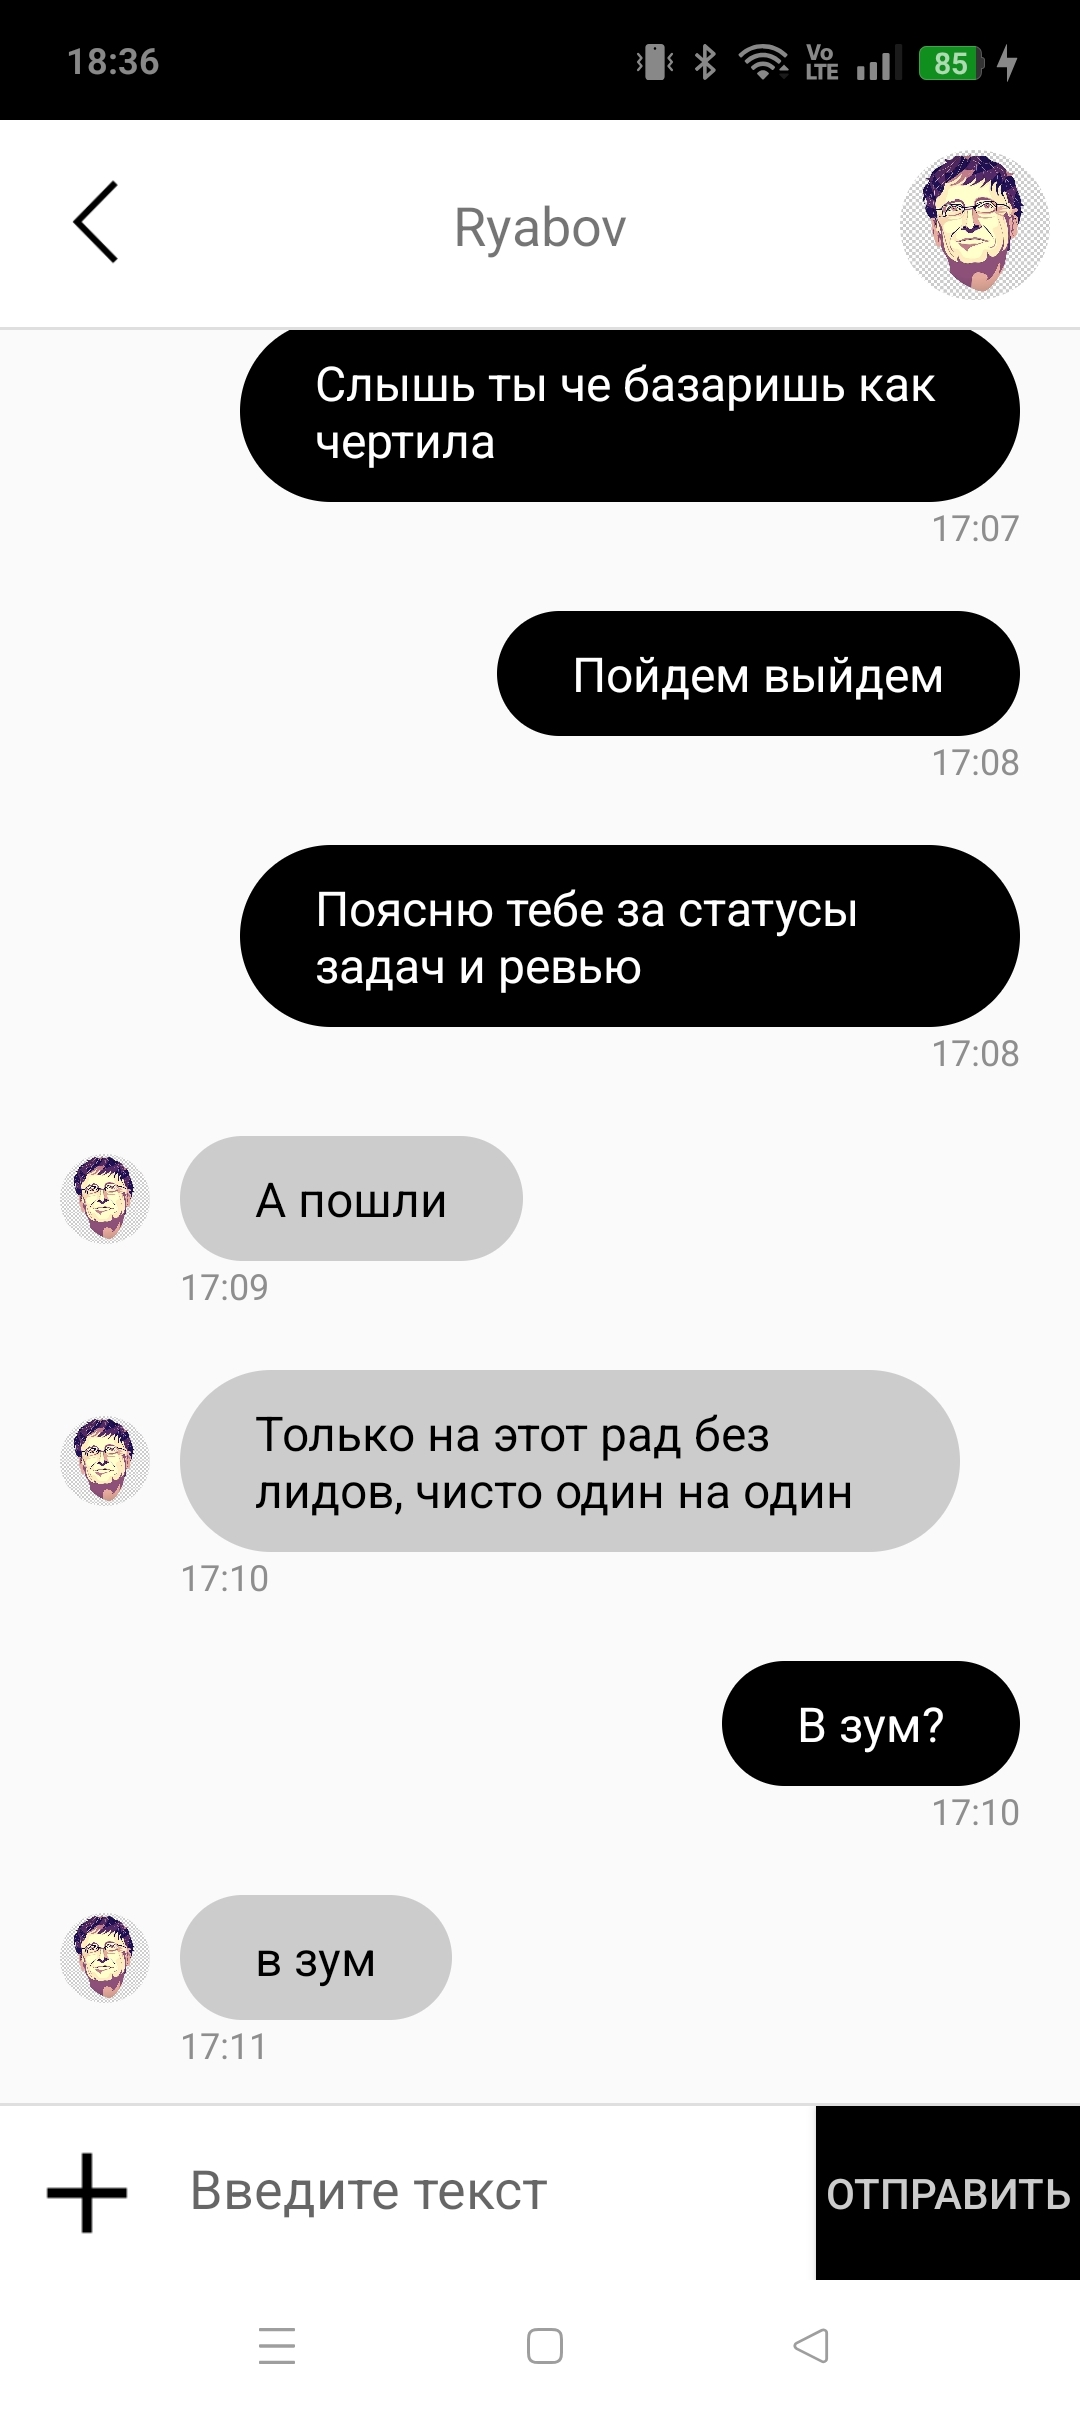 18:36
Vo
LTE
85
Ryabov
Слышь ты че базаришь как
чертила
17:07
Пойдем выйдем
17:08
Поясню тебе за статусы
задач и ревью
17:08
А пошли
17:09
Только на этот рад без
лидов, чисто один на один
17:10
В зум?
17:10
в зум
17:11
Введите текст
ОТПРАВИТЬ